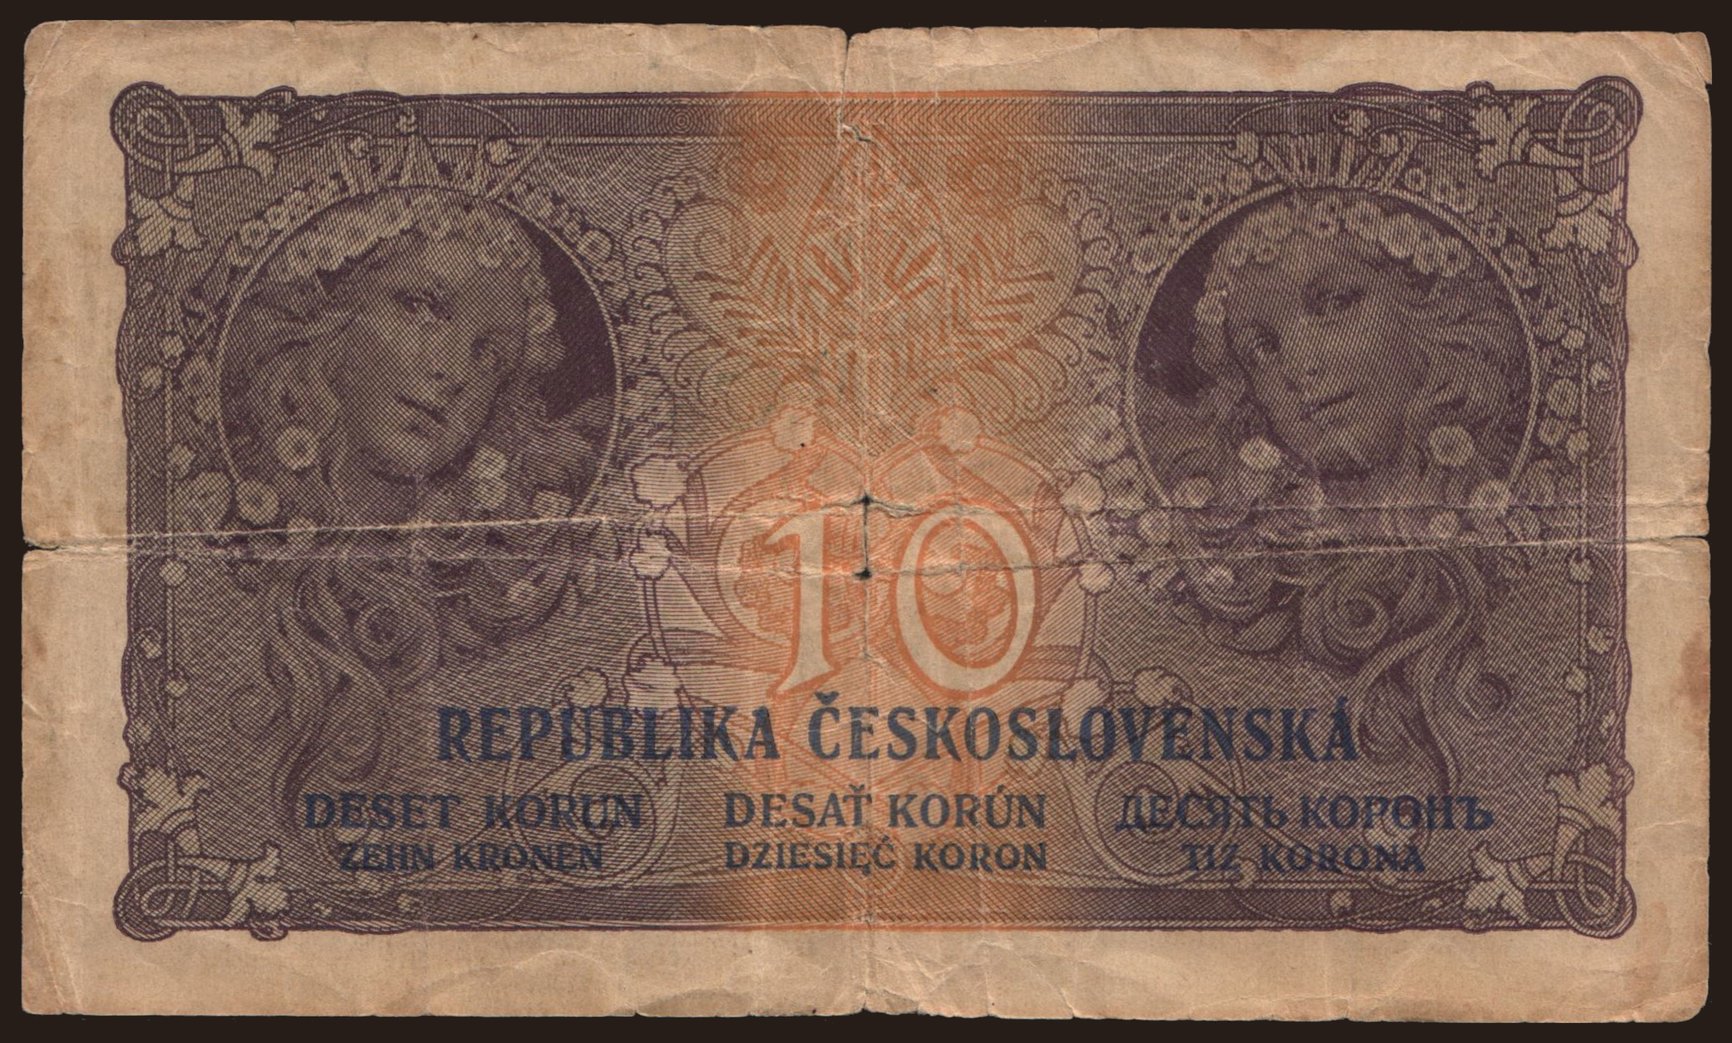 10
REPUBLIKA ČESKOSLOVENSKÁ
DESET KORUN DESAŤ KORÚN ДЕСЯТЬ КОРОНЪ
ZEHN KRONEN DZIESIĘĆ KORON TIZ KORONA